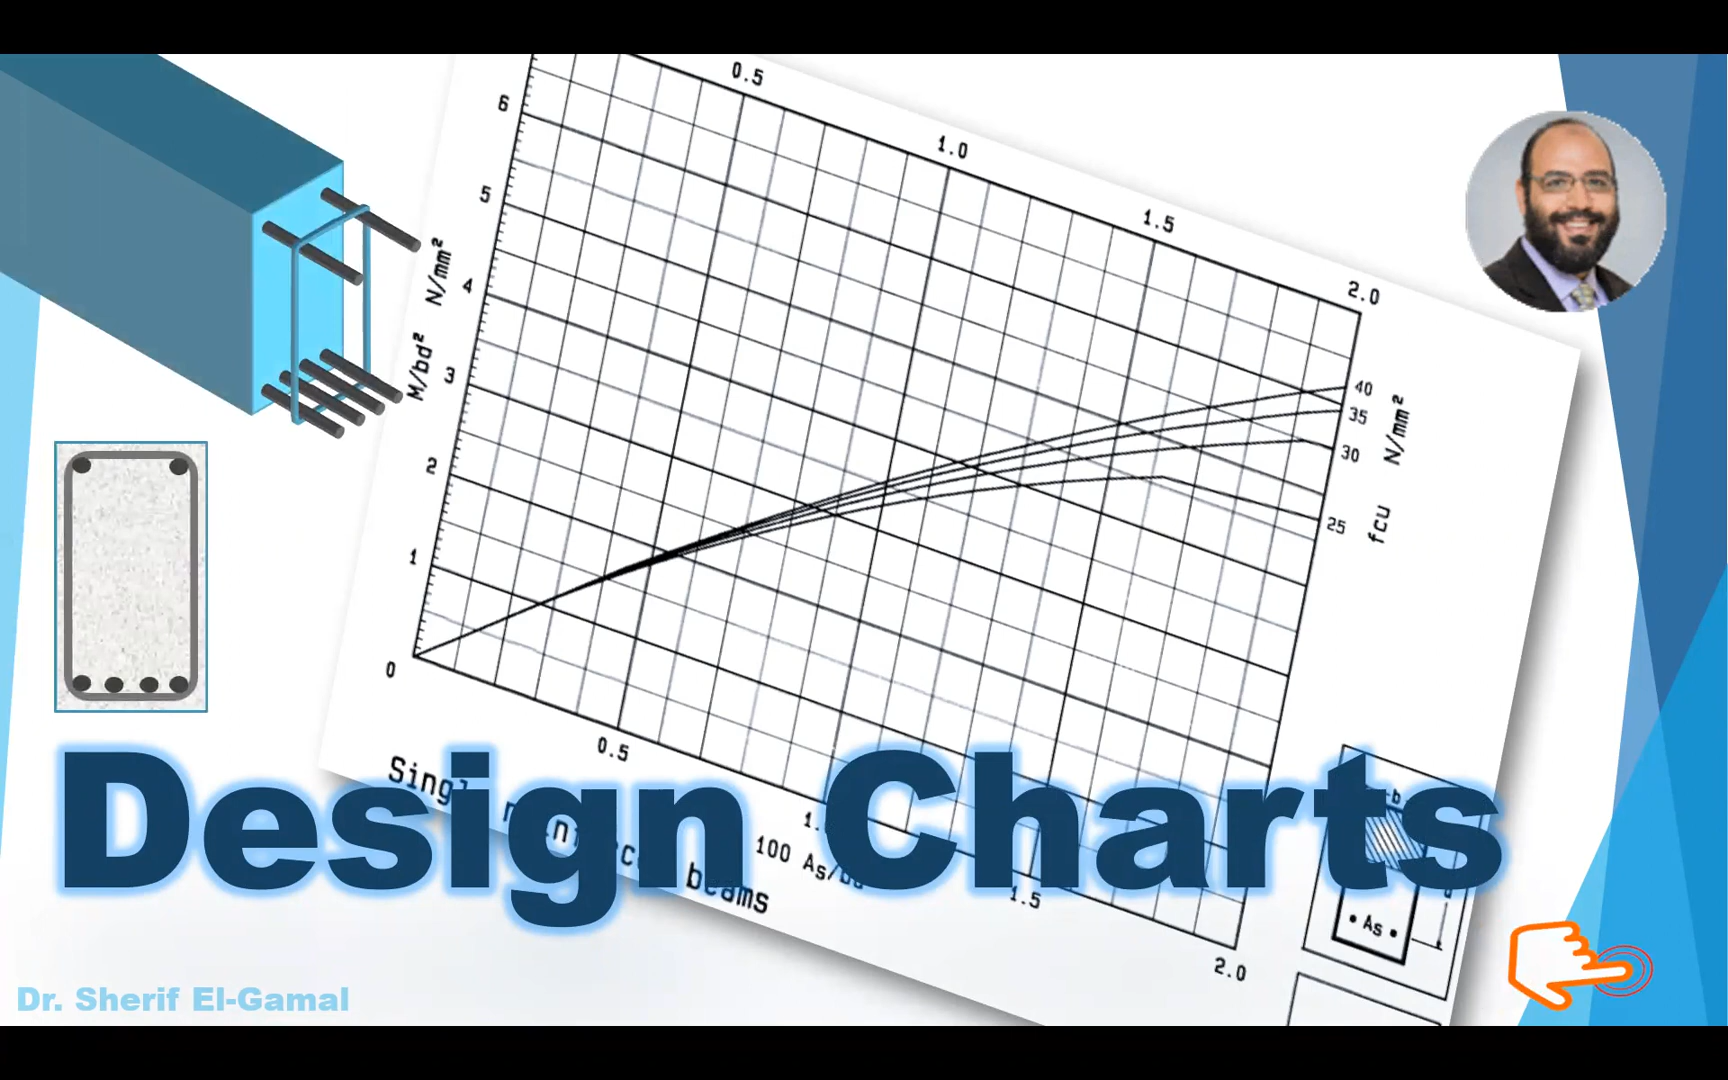 0.5
1.0
1.5
2.0
6
5
4
3
2
1
0
M/bd² N/mm²
40
35
30
25
fcu N/mm²
0.5
1.5
2.0
100 As/
beams
b
• As •
Design Charts
Dr. Sherif El-Gamal